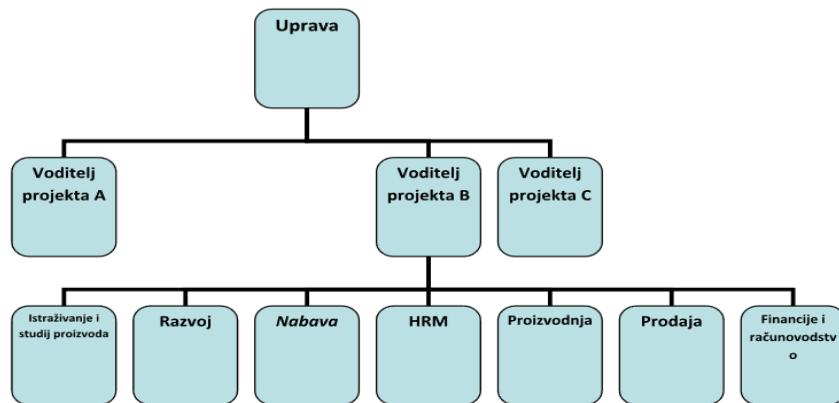 Uprava
Voditelj
projekta A
Voditelj
projekta B
Voditelj
projekta C
Istraživanje i
studij proizvoda
Razvoj
Nabava
HRM
Proizvodnja
Prodaja
Financije i
računovodstv
o